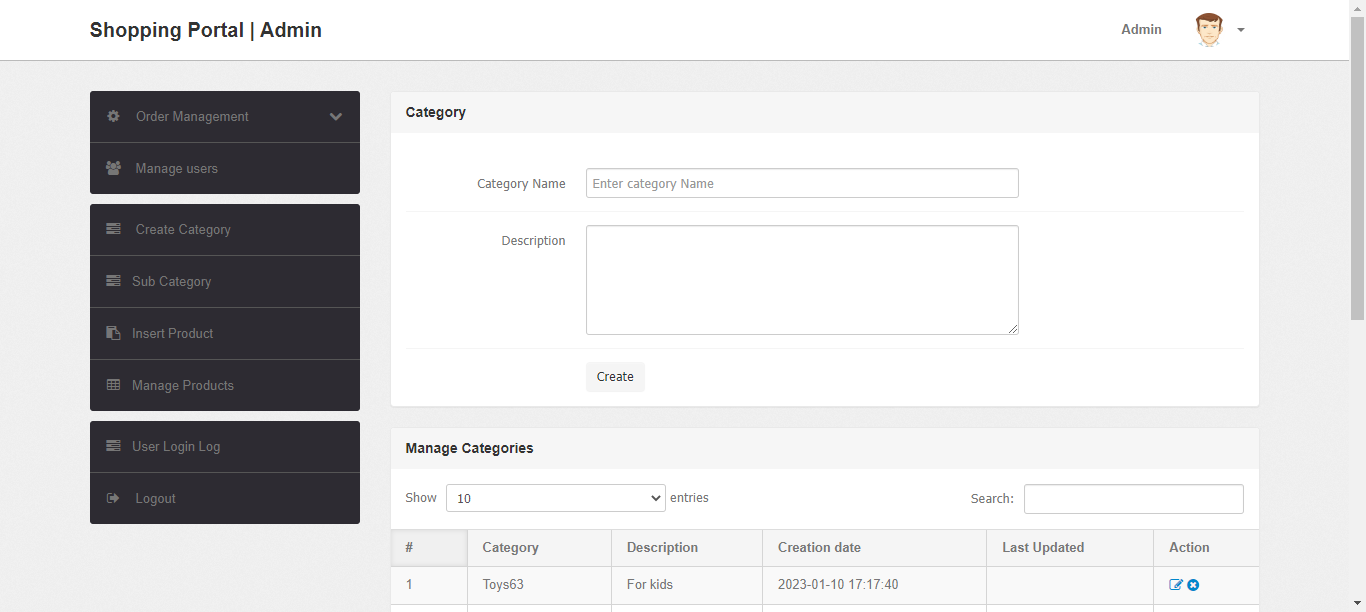 Shopping Portal | Admin
Admin
Order Management
Manage users
Create Category
Sub Category
Insert Product
Manage Products
User Login Log
Logout
Category
Category Name
Enter category Name
Description
Create
Manage Categories
Show 10 entries
Search:
# Category Description Creation date Last Updated Action
1 Toys63 For kids 2023-01-10 17:17:40